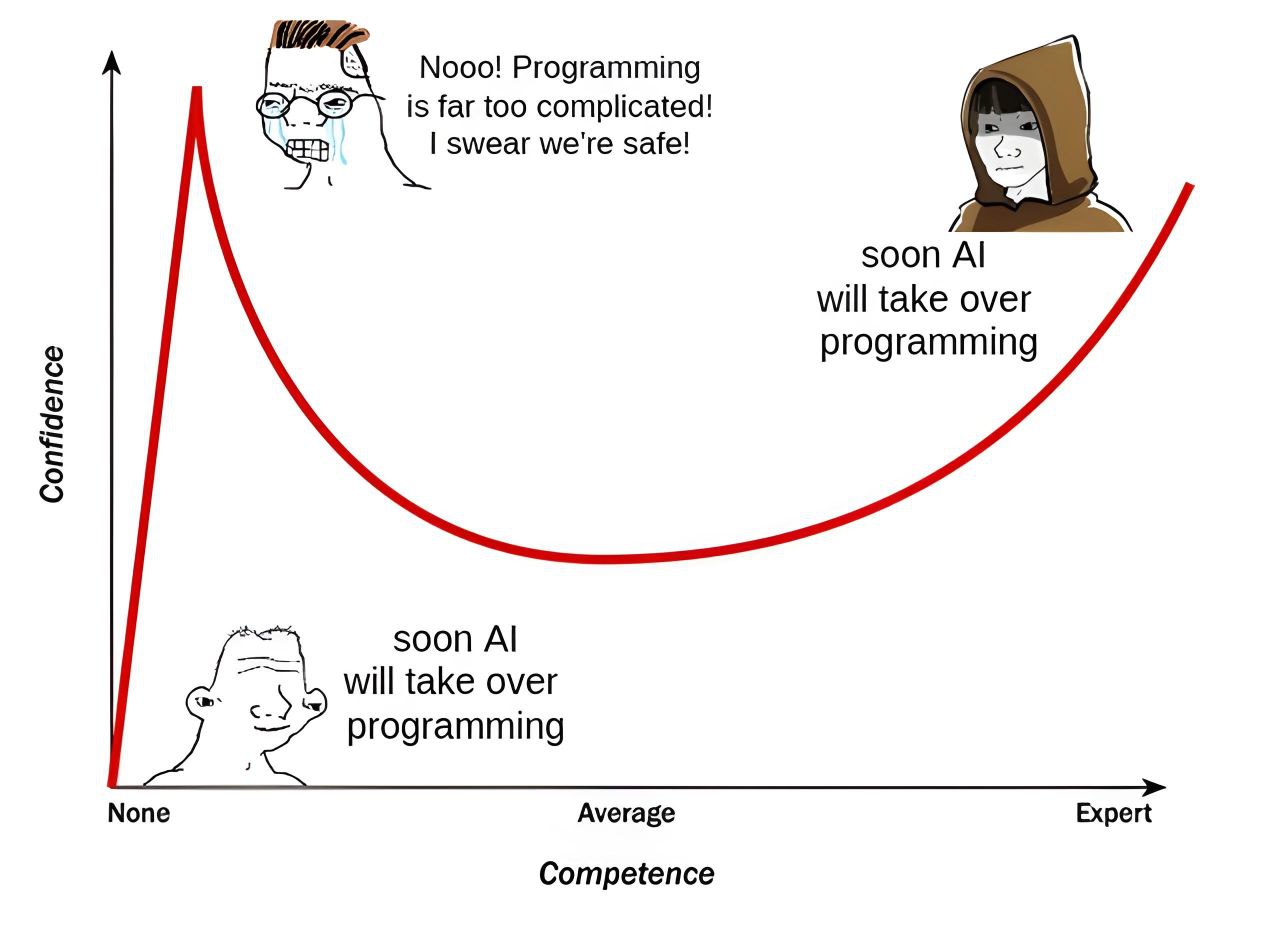 Nooo! Programming
is far too complicated!
I swear we're safe!
soon AI
will take over
programming
Confidence
soon AI
will take over
programming
None
Average
Expert
Competence